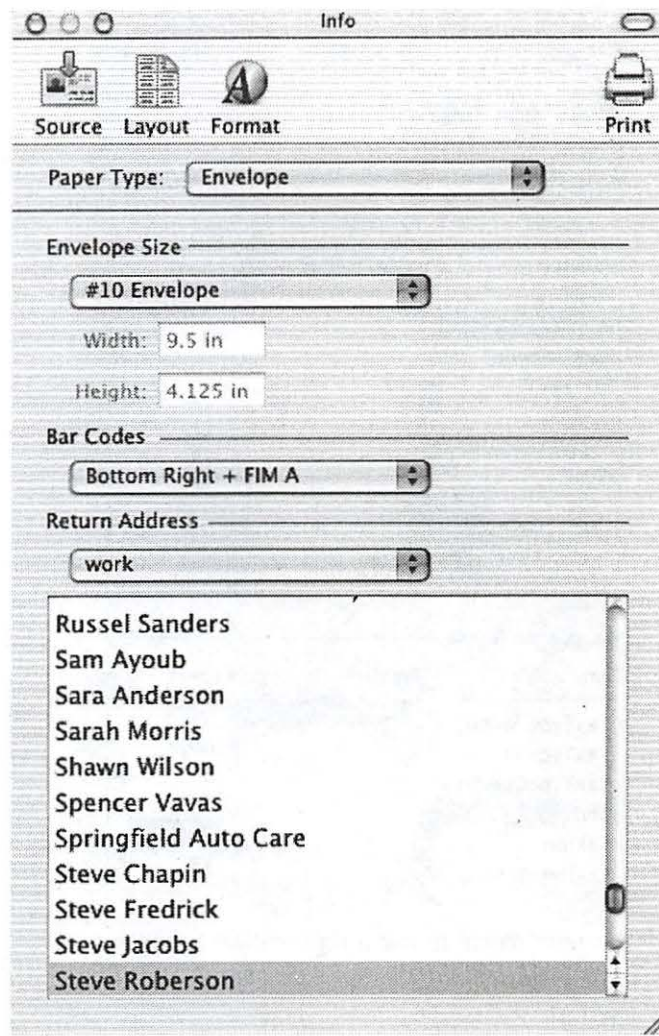 Info
Source Layout Format Print
Paper Type: Envelope
Envelope Size
#10 Envelope
Width: 9.5 in
Height: 4.125 in
Bar Codes
Bottom Right + FIM A
Return Address
work
Russel Sanders
Sam Ayoub
Sara Anderson
Sarah Morris
Shawn Wilson
Spencer Vavas
Springfield Auto Care
Steve Chapin
Steve Fredrick
Steve Jacobs
Steve Roberson